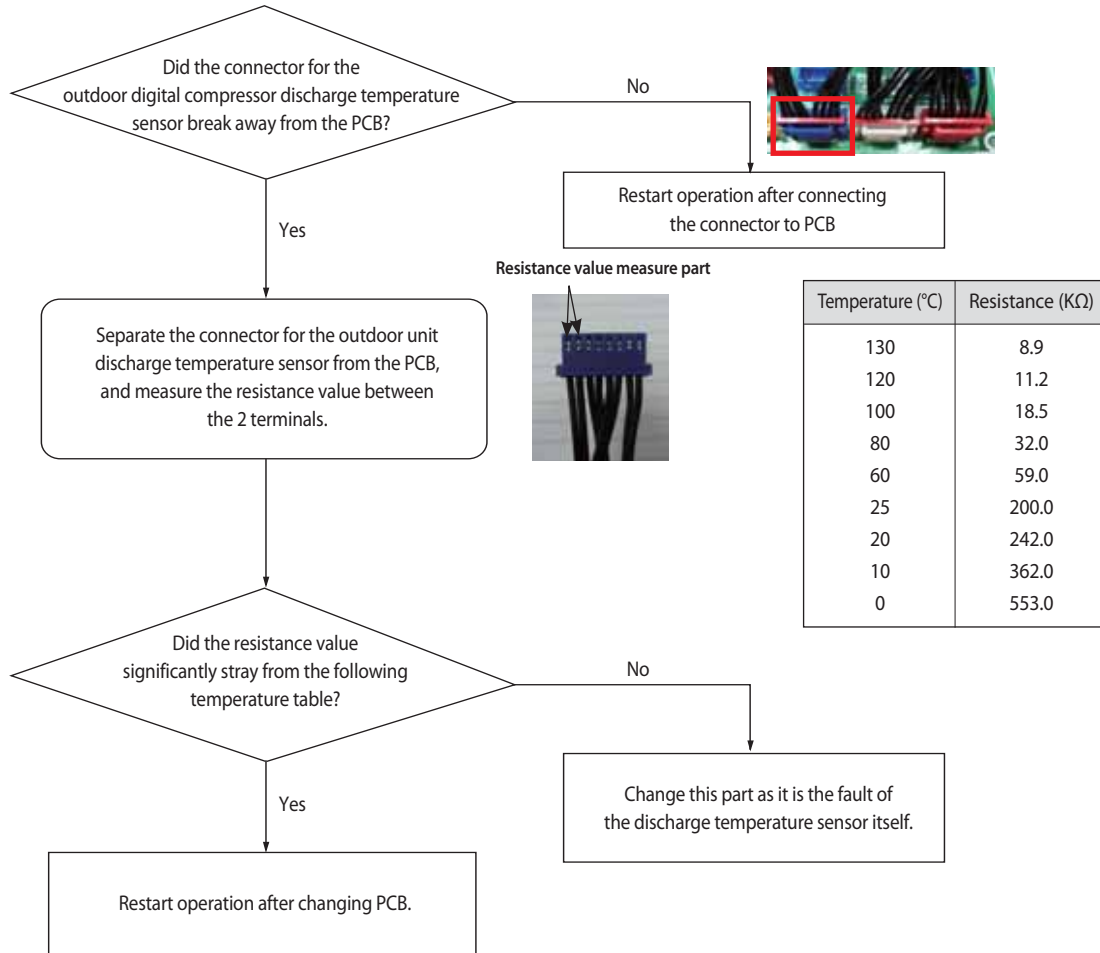 Did the connector for the
outdoor digital compressor discharge temperature
sensor break away from the PCB?
No
Restart operation after connecting
the connector to PCB
Yes
Resistance value measure part
Separate the connector for the outdoor unit
discharge temperature sensor from the PCB,
and measure the resistance value between
the 2 terminals.
Temperature (°C) Resistance (KΩ)
130 8.9
120 11.2
100 18.5
80 32.0
60 59.0
25 200.0
20 242.0
10 362.0
0 553.0
Did the resistance value
significantly stray from the following
temperature table?
No
Change this part as it is the fault of
the discharge temperature sensor itself.
Yes
Restart operation after changing PCB.